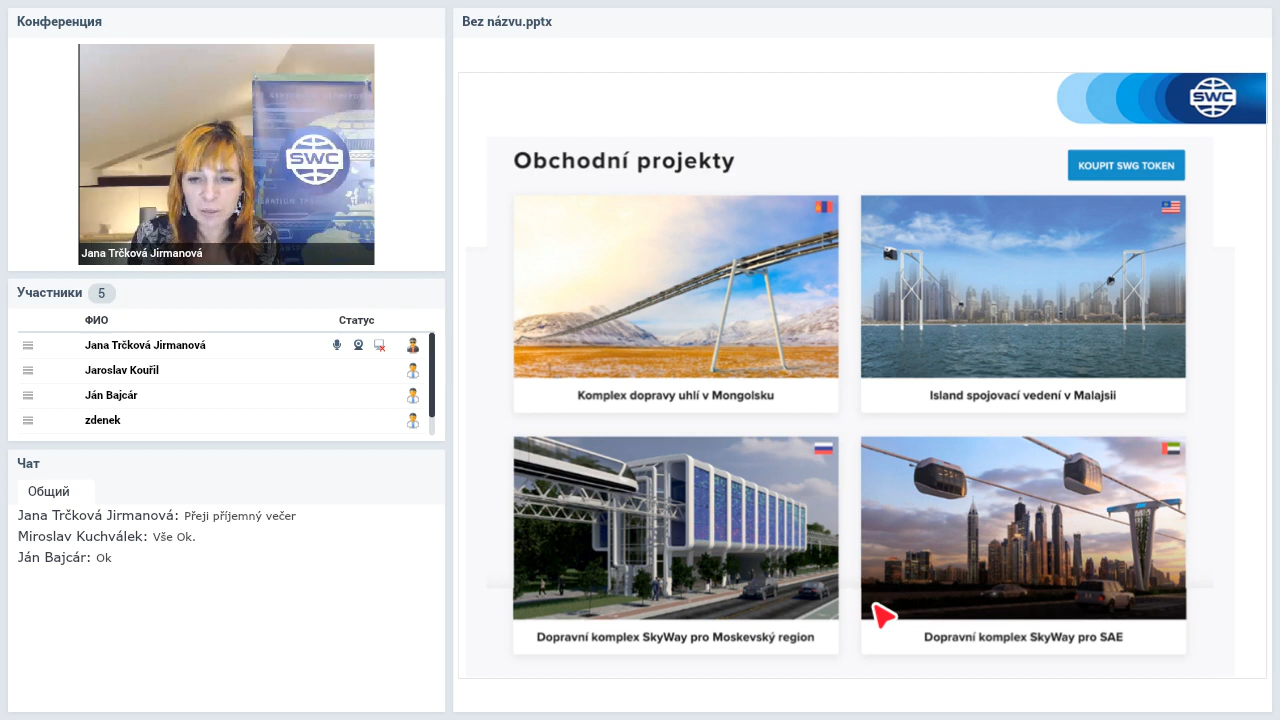 Конференция
SWC
Jana Trčková Jirmanová
Участники 5
ФИО Статус
Jana Trčková Jirmanová
Jaroslav Kouřil
Ján Bajcár
zdenek
Чат
Общий
Jana Trčková Jirmanová: Přeji příjemný večer
Miroslav Kuchválek: Vše Ok.
Ján Bajcár: Ok
Bez názvu.pptx
SWC
Obchodní projekty
KOUPIT SWG TOKEN
Komplex dopravy uhlí v Mongolsku
Island spojovací vedení v Malajsii
Dopravní komplex SkyWay pro Moskevský region
Dopravní komplex SkyWay pro SAE